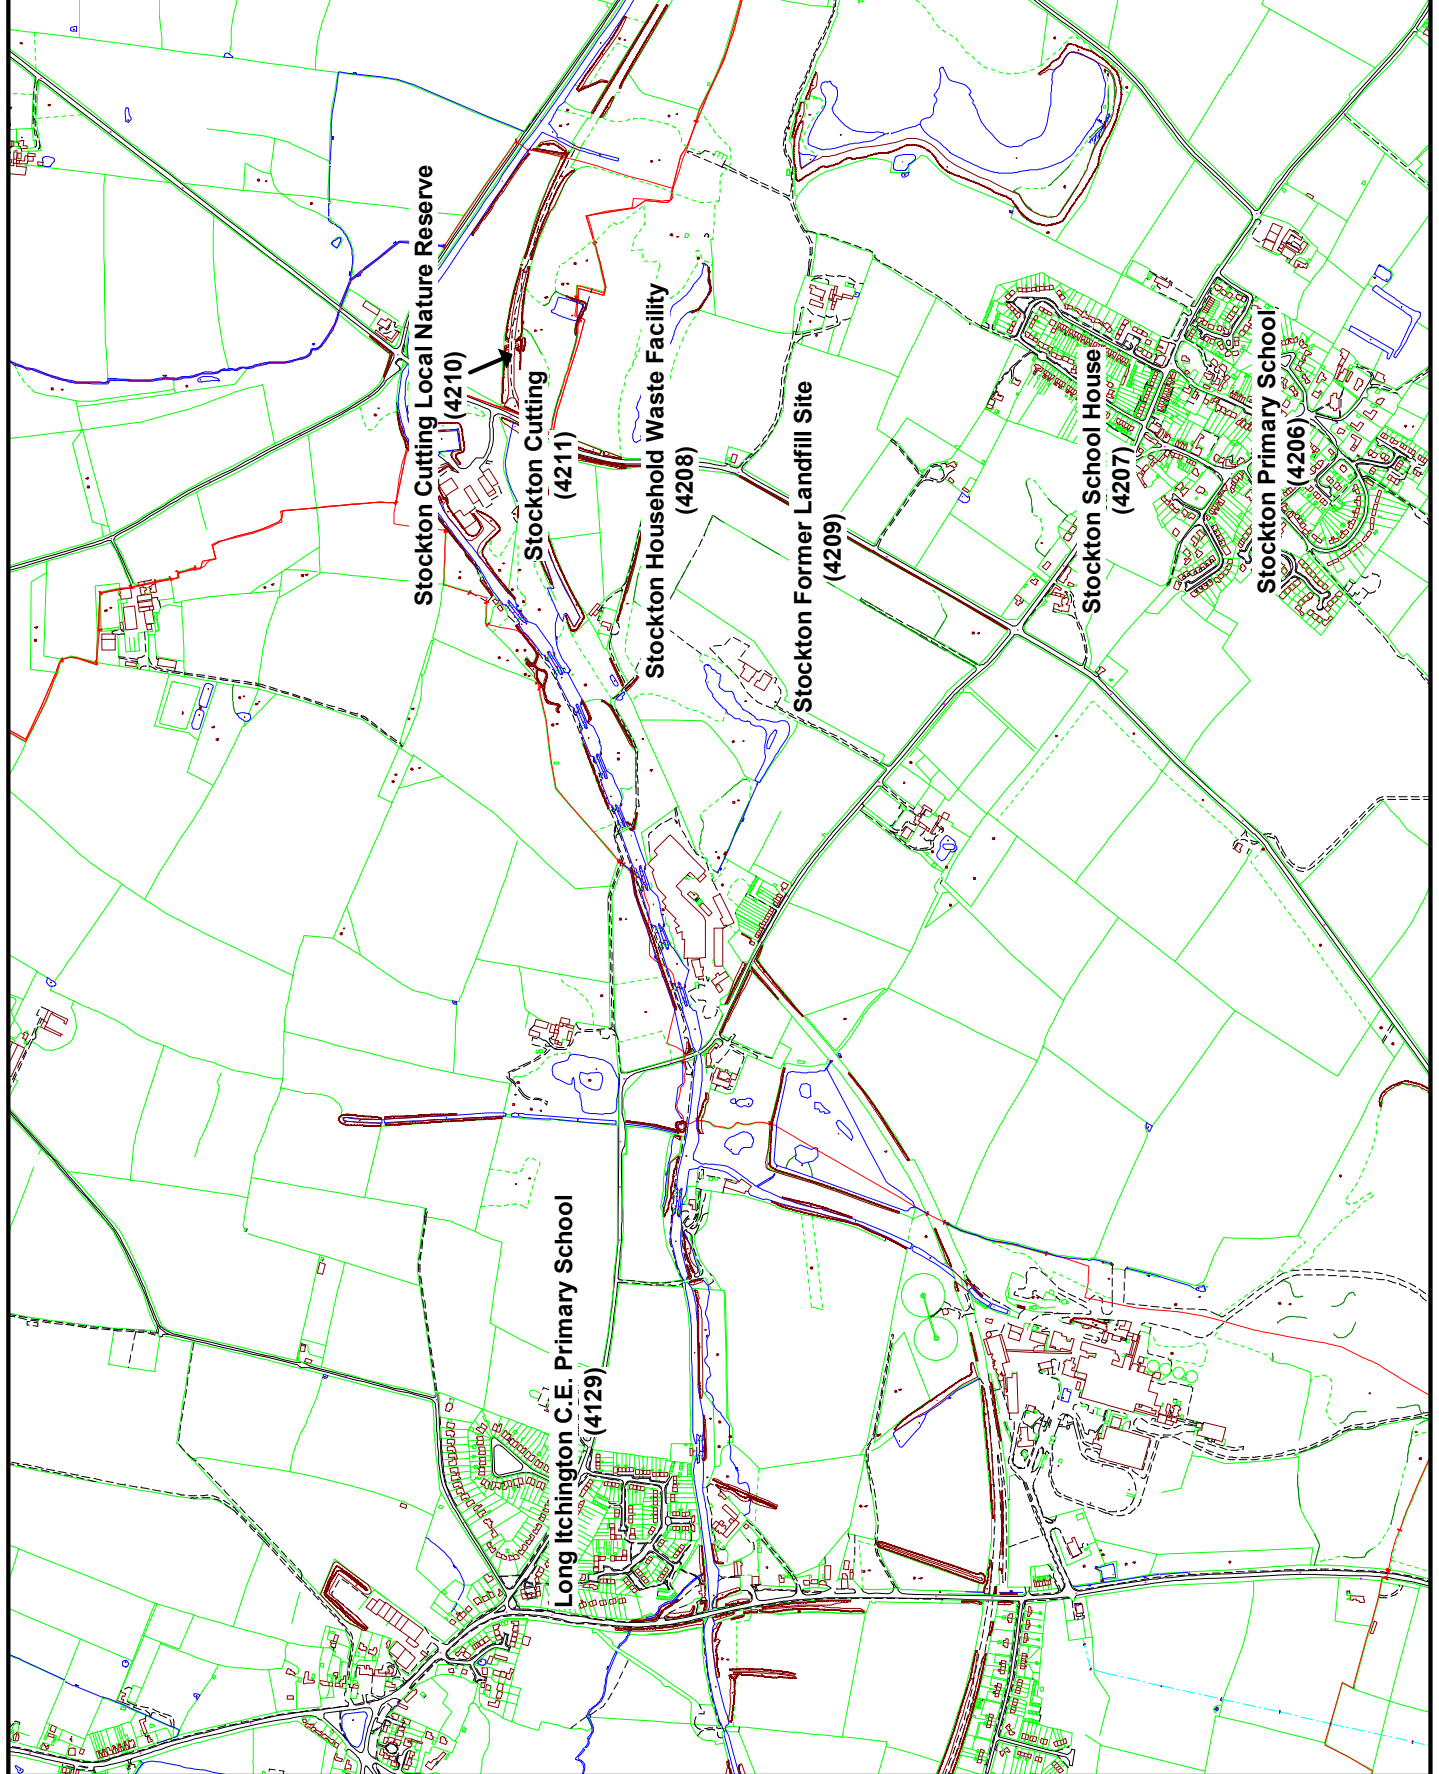 Stockton Cutting Local Nature Reserve
(4210)
Stockton Cutting
(4211)
Stockton Household Waste Facility
(4208)
Stockton Former Landfill Site
(4209)
Stockton School House
(4207)
Stockton Primary School
(4206)
Long Itchington C.E. Primary School
(4129)